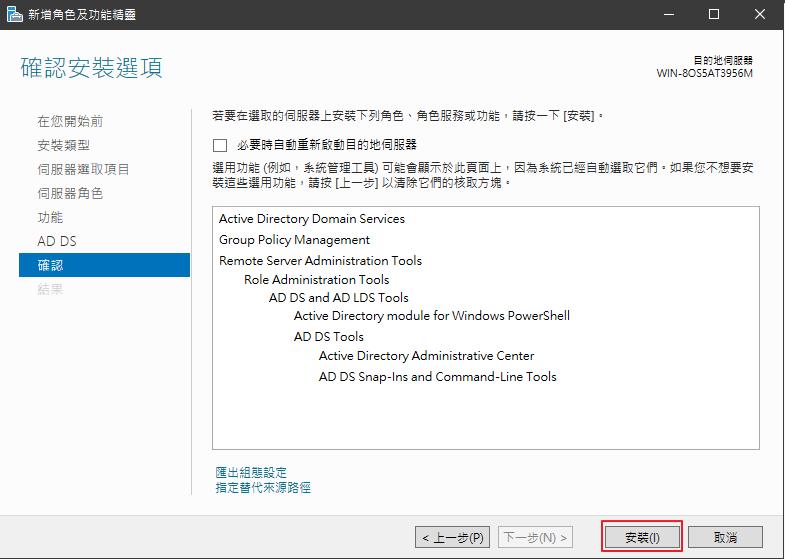 新增角色及功能精靈
確認安裝選項
目的地伺服器
WIN-8OS5AT3956M
在您開始前
安裝類型
伺服器選取項目
伺服器角色
功能
AD DS
確認
結果
若要在選取的伺服器上安裝下列角色、角色服務或功能，請按一下 [安裝]。
必要時自動重新啟動目的地伺服器
選用功能 (例如，系統管理工具) 可能會顯示於此頁面上，因為系統已經自動選取它們。如果您不想要安
裝這些選用功能，請按 [上一步] 以清除它們的核取方塊。
Active Directory Domain Services
Group Policy Management
Remote Server Administration Tools
Role Administration Tools
AD DS and AD LDS Tools
Active Directory module for Windows PowerShell
AD DS Tools
Active Directory Administrative Center
AD DS Snap-Ins and Command-Line Tools
匯出組態設定
指定替代來源路徑
< 上一步(P) 下一步(N) > 安裝(I) 取消